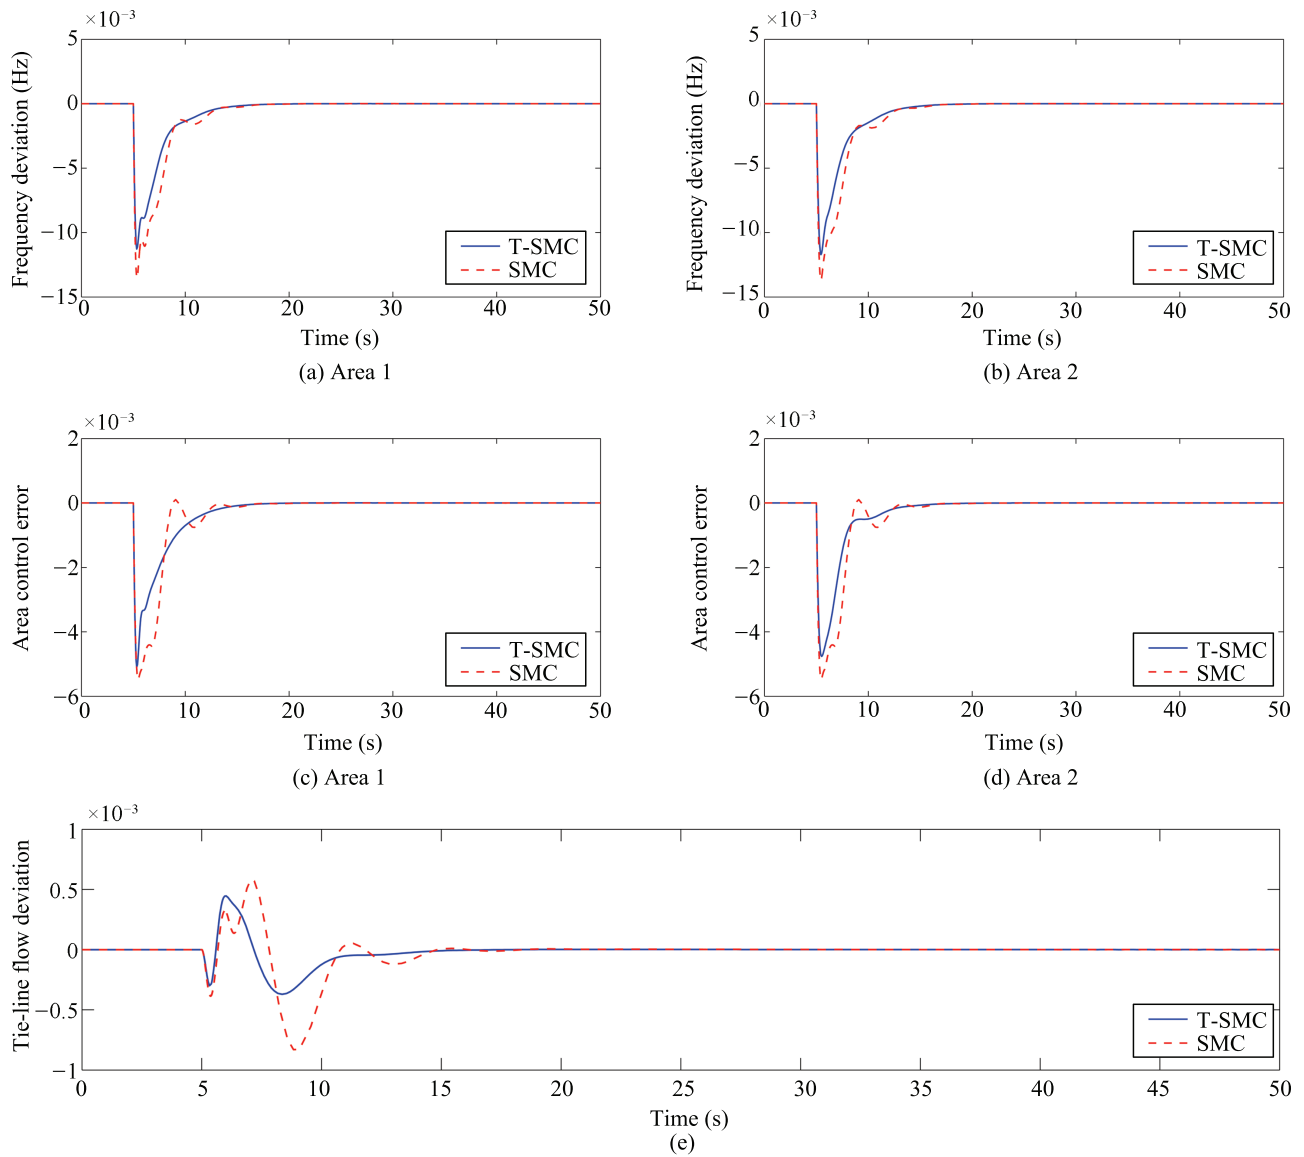 ×10⁻³
5
0
−5
−10
−15
Frequency deviation (Hz)
T-SMC
SMC
0 10 20 30 40 50
Time (s)
(a) Area 1
×10⁻³
5
0
−5
−10
−15
Frequency deviation (Hz)
T-SMC
SMC
0 10 20 30 40 50
Time (s)
(b) Area 2
×10⁻³
2
0
−2
−4
−6
Area control error
T-SMC
SMC
0 10 20 30 40 50
Time (s)
(c) Area 1
×10⁻³
2
0
−2
−4
−6
Area control error
T-SMC
SMC
0 10 20 30 40 50
Time (s)
(d) Area 2
×10⁻³
1
0.5
0
−0.5
−1
Tie-line flow deviation
T-SMC
SMC
0 5 10 15 20 25 30 35 40 45 50
Time (s)
(e)